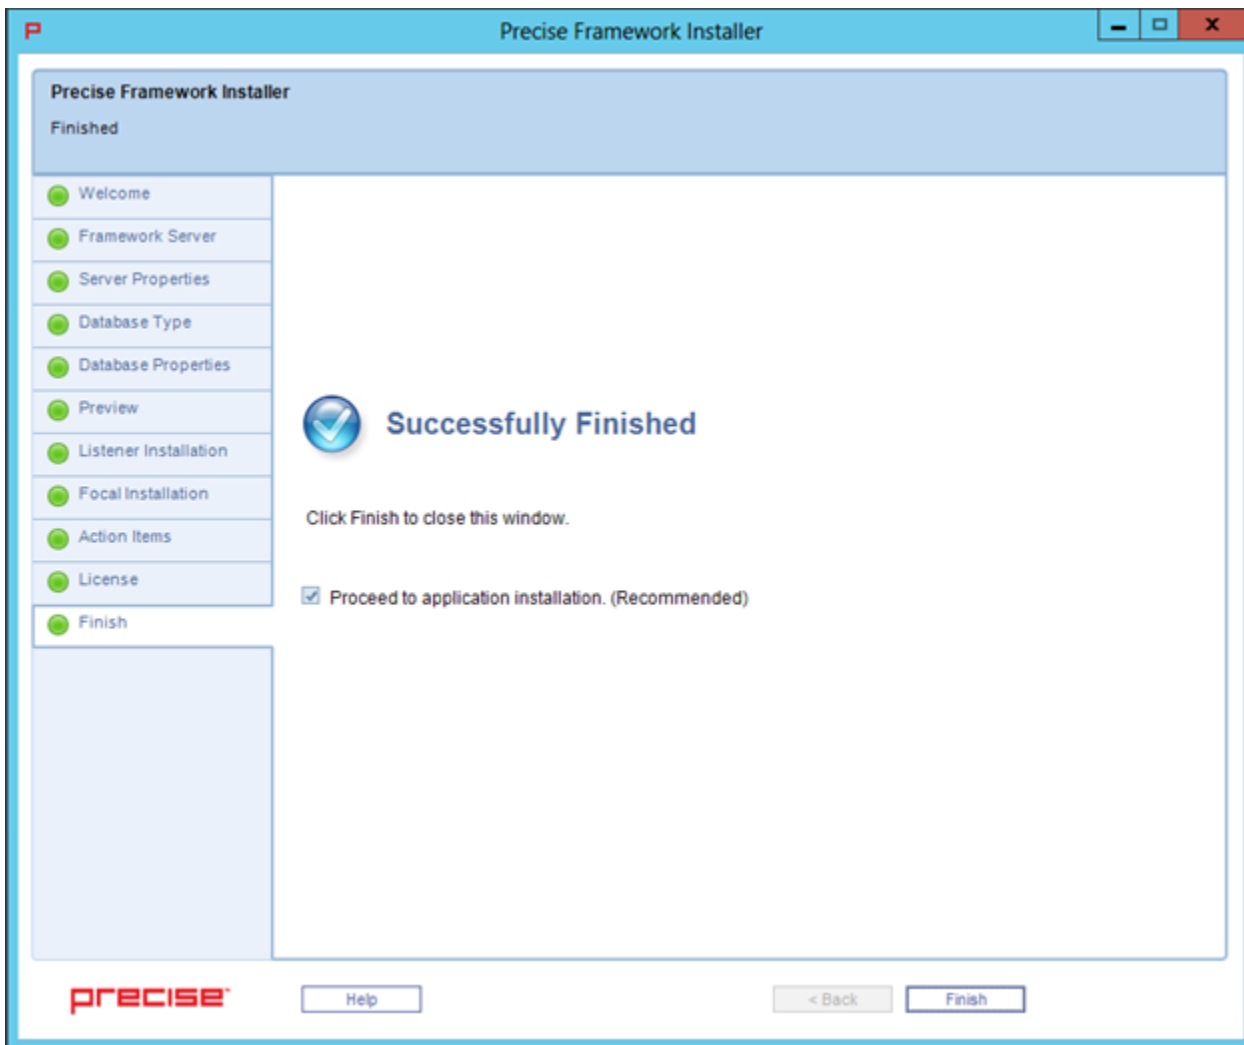 P
Precise Framework Installer
X
Precise Framework Installer
Finished
Welcome
Framework Server
Server Properties
Database Type
Database Properties
Preview
Listener Installation
Focal Installation
Action Items
License
Finish
Successfully Finished
Click Finish to close this window.
Proceed to application installation. (Recommended)
precise
Help
< Back
Finish